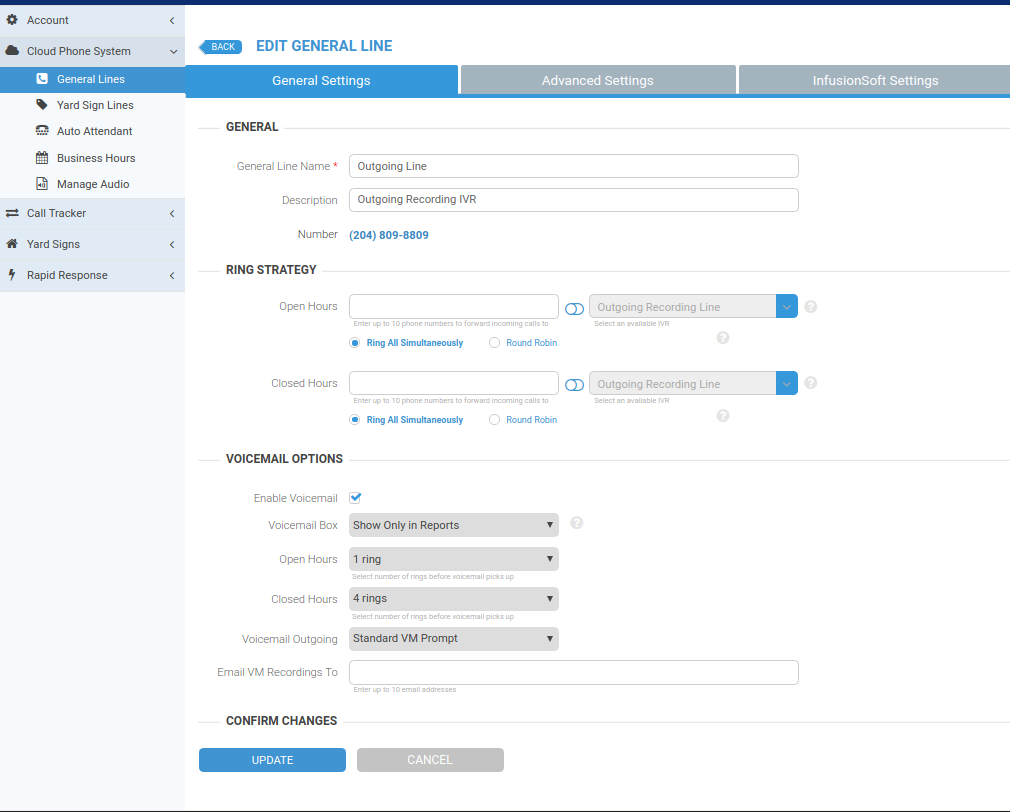 Account
Cloud Phone System
General Lines
Yard Sign Lines
Auto Attendant
Business Hours
Manage Audio
Call Tracker
Yard Signs
Rapid Response
BACK EDIT GENERAL LINE
General Settings Advanced Settings InfusionSoft Settings
GENERAL
General Line Name * Outgoing Line
Description Outgoing Recording IVR
Number (204) 809-8809
RING STRATEGY
Open Hours Outgoing Recording Line ?
Enter up to 10 phone numbers to forward incoming calls to Select an available IVR
Ring All Simultaneously Round Robin ?
Closed Hours Outgoing Recording Line ?
Enter up to 10 phone numbers to forward incoming calls to Select an available IVR
Ring All Simultaneously Round Robin ?
VOICEMAIL OPTIONS
Enable Voicemail
Voicemail Box Show Only in Reports ?
Open Hours 1 ring
Select number of rings before voicemail picks up
Closed Hours 4 rings
Select number of rings before voicemail picks up
Voicemail Outgoing Standard VM Prompt
Email VM Recordings To
Enter up to 10 email addresses
CONFIRM CHANGES
UPDATE CANCEL